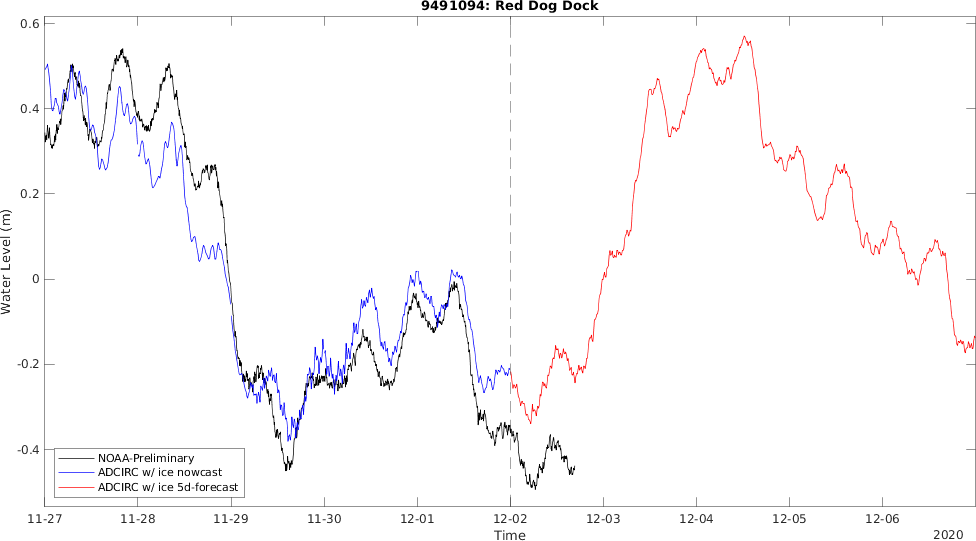 9491094: Red Dog Dock
Water Level (m)
0.6
0.4
0.2
0
-0.2
-0.4
NOAA-Preliminary
ADCIRC w/ ice nowcast
ADCIRC w/ ice 5d-forecast
11-27 11-28 11-29 11-30 12-01 12-02 12-03 12-04 12-05 12-06
Time
2020